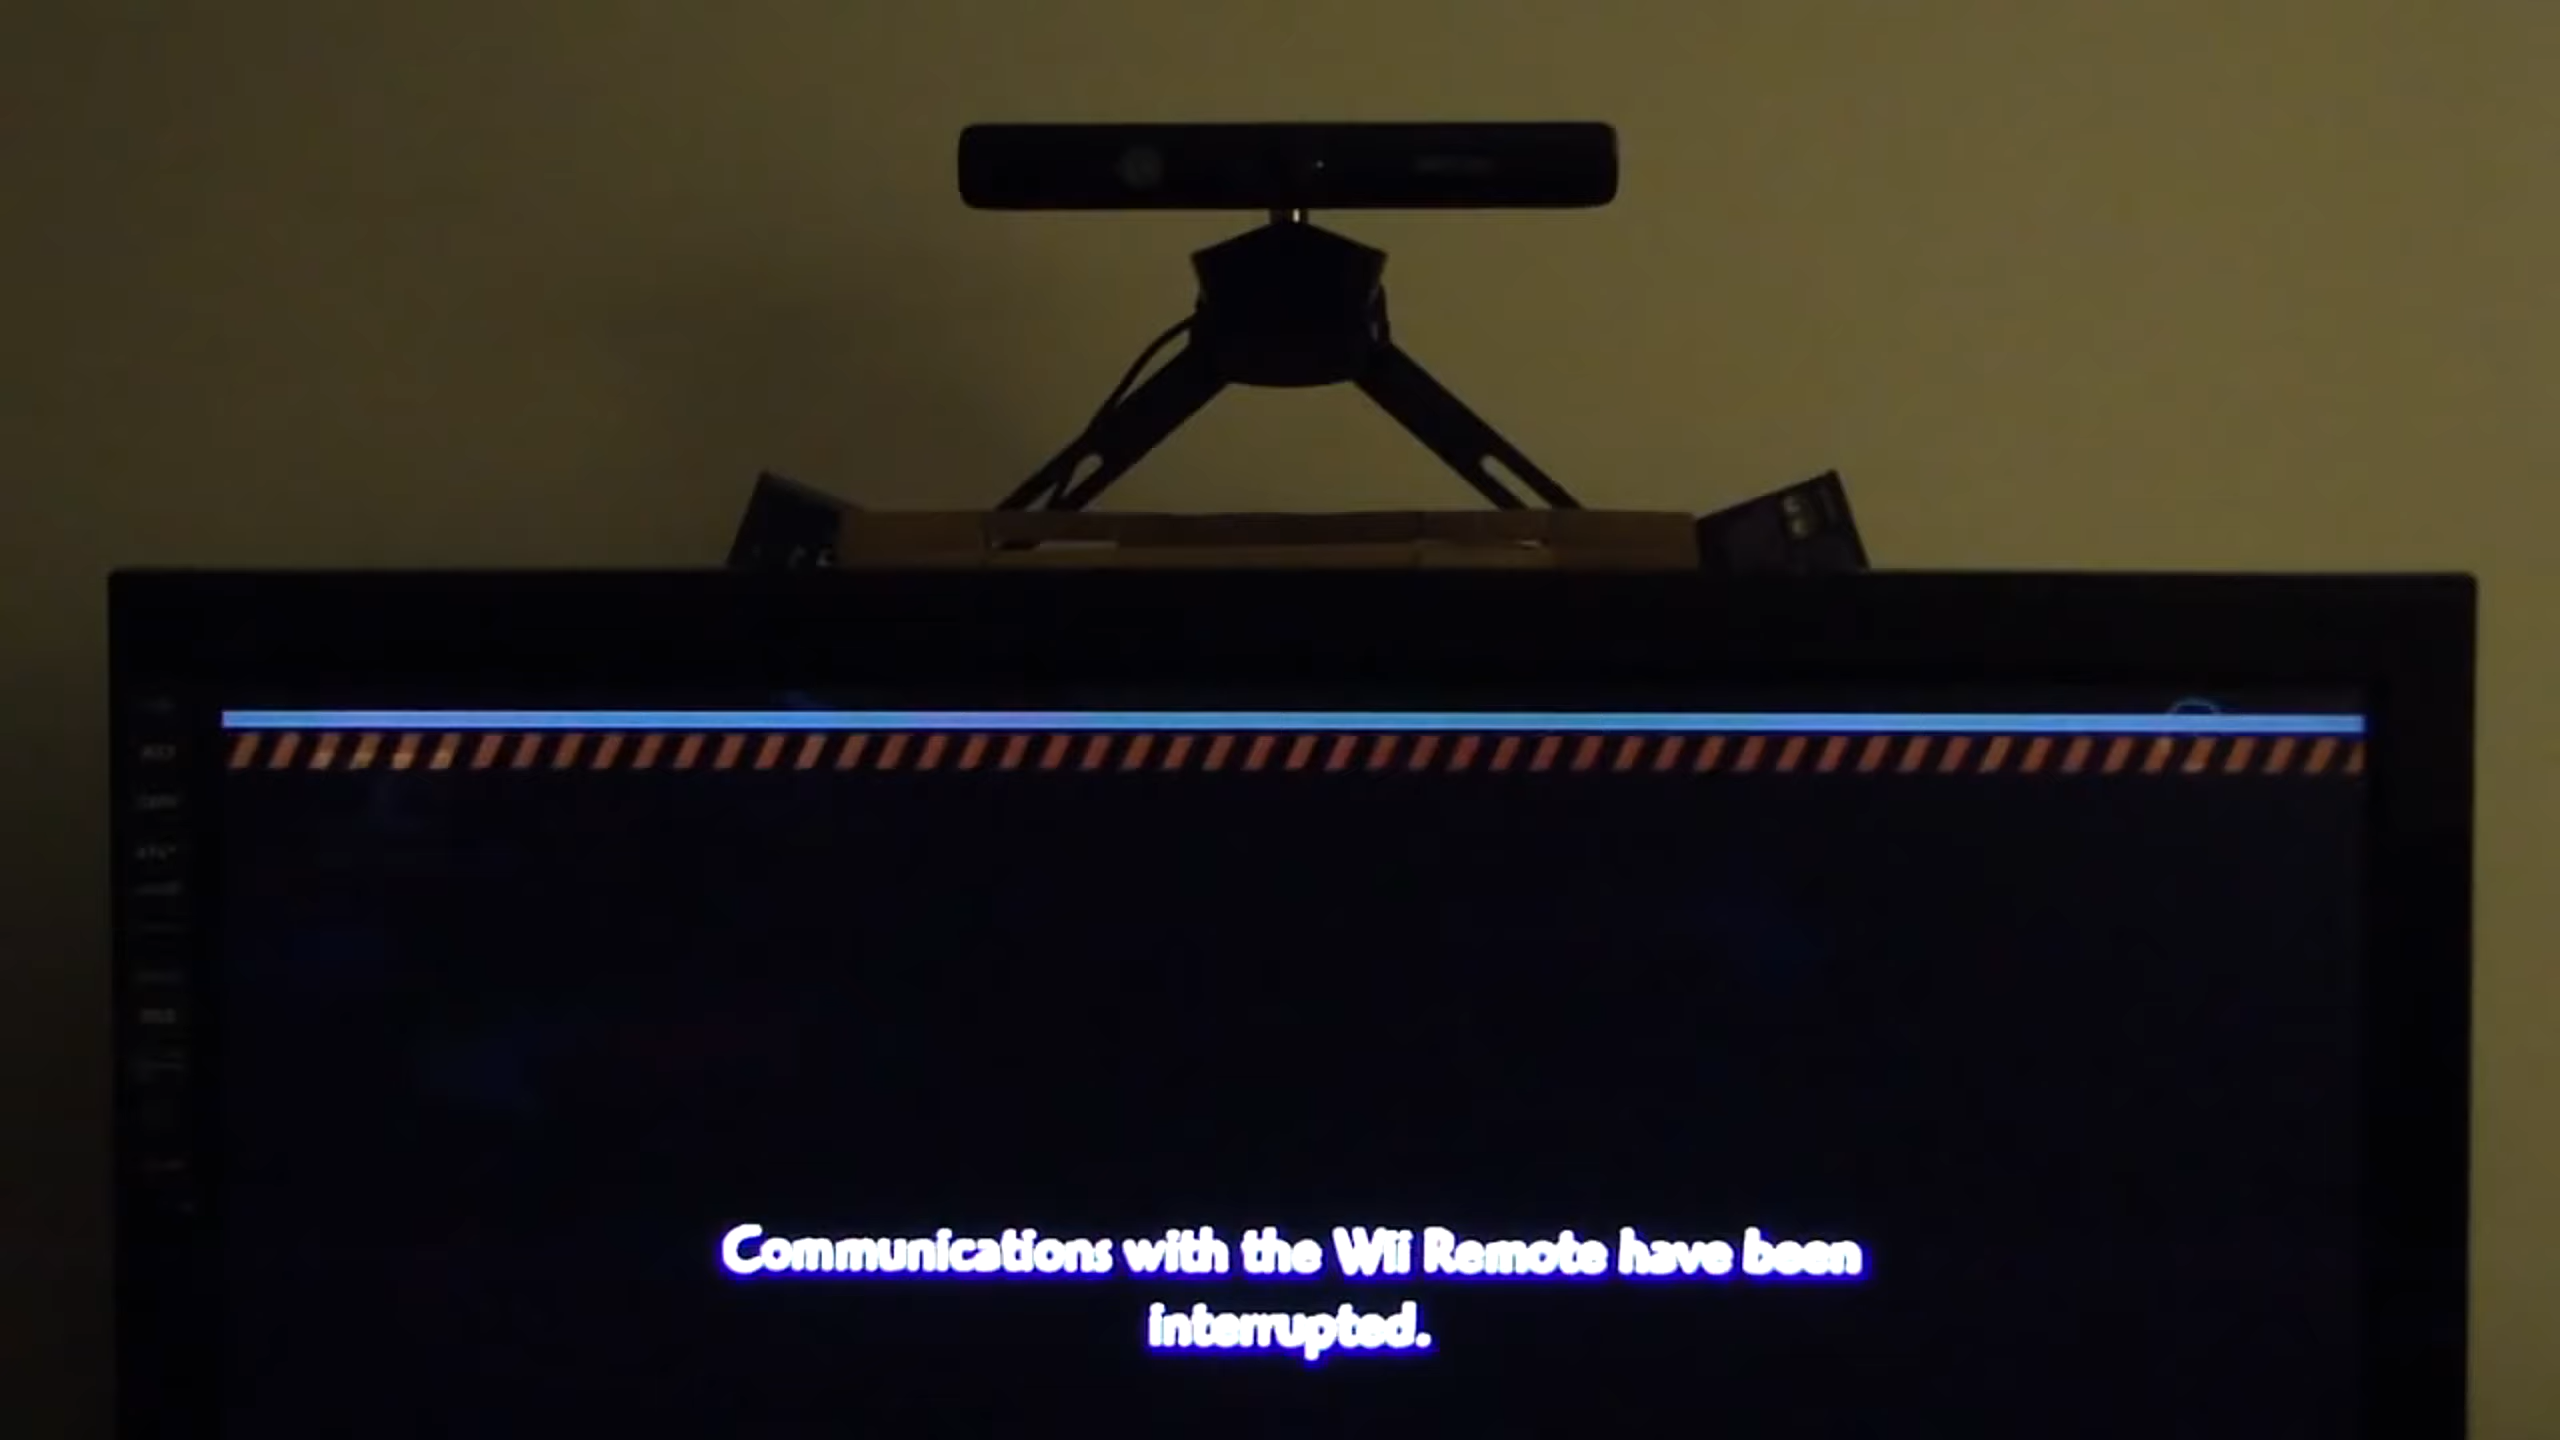 Communications with the Wii Remote have been
interrupted.